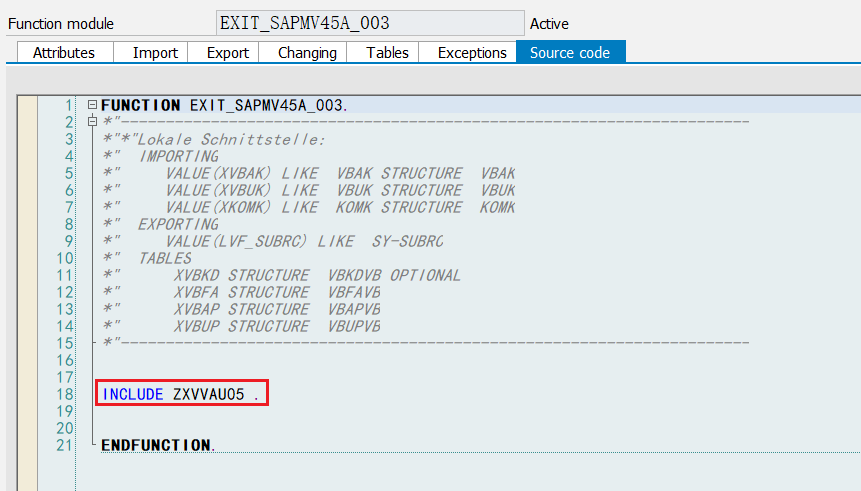 Function module EXIT_SAPMV45A_003 Active
Attributes Import Export Changing Tables Exceptions Source code
1 FUNCTION EXIT_SAPMV45A_003.
2 *"----------------------------------------------------------------------
3 *"*"Lokale Schnittstelle:
4 *"  IMPORTING
5 *"     VALUE(XVBAK) LIKE  VBAK STRUCTURE  VBAK
6 *"     VALUE(XVBUK) LIKE  VBUK STRUCTURE  VBUK
7 *"     VALUE(XKOMK) LIKE  KOMK STRUCTURE  KOMK
8 *"  EXPORTING
9 *"     VALUE(LVF_SUBRC) LIKE  SY-SUBRC
10 *"  TABLES
11 *"      XVBKD STRUCTURE  VBKDVB OPTIONAL
12 *"      XVBFA STRUCTURE  VBFAVB
13 *"      XVBAP STRUCTURE  VBAPVB
14 *"      XVBUP STRUCTURE  VBUPVB
15 *"----------------------------------------------------------------------
16
17
18 INCLUDE ZXVVAU05 .
19
20
21 ENDFUNCTION.